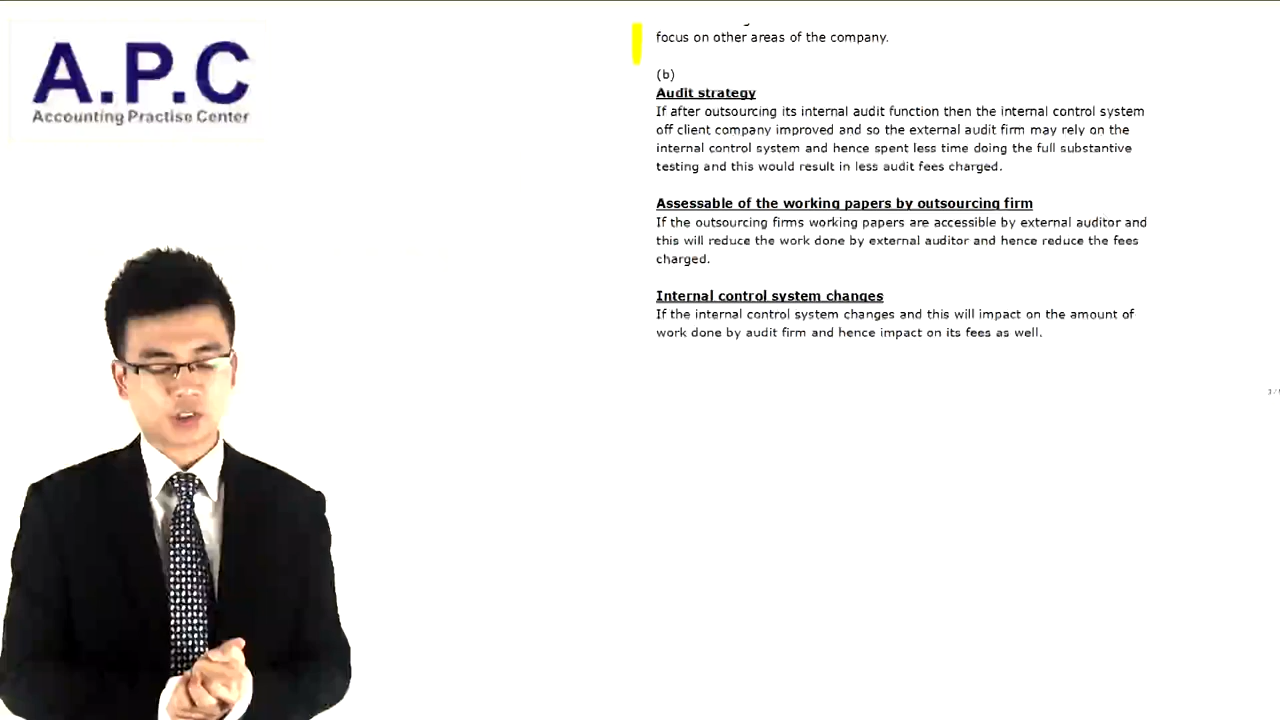 A.P.C
Accounting Practise Center
focus on other areas of the company.
(b)
Audit strategy
If after outsourcing its internal audit function then the internal control system
off client company improved and so the external audit firm may rely on the
internal control system and hence spent less time doing the full substantive
testing and this would result in less audit fees charged.
Assessable of the working papers by outsourcing firm
If the outsourcing firms working papers are accessible by external auditor and
this will reduce the work done by external auditor and hence reduce the fees
charged.
Internal control system changes
If the internal control system changes and this will impact on the amount of
work done by audit firm and hence impact on its fees as well.